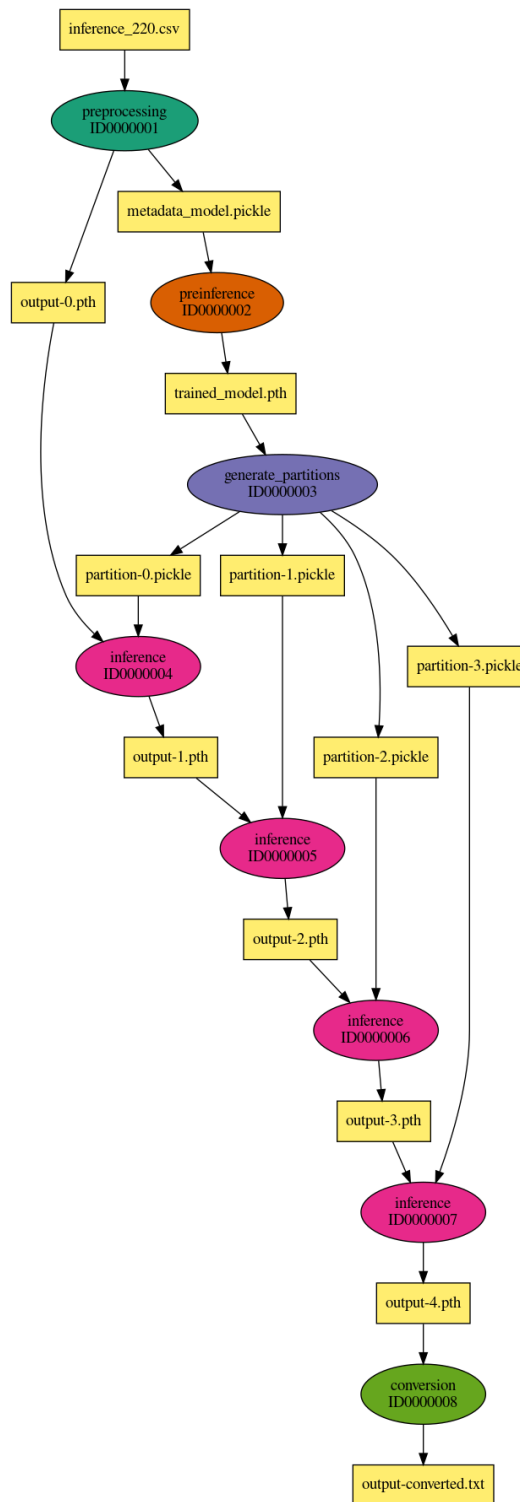 inference_220.csv
preprocessing
ID0000001
metadata_model.pickle
output-0.pth
preinference
ID0000002
trained_model.pth
generate_partitions
ID0000003
partition-0.pickle
partition-1.pickle
inference
ID0000004
partition-3.pickle
output-1.pth
partition-2.pickle
inference
ID0000005
output-2.pth
inference
ID0000006
output-3.pth
inference
ID0000007
output-4.pth
conversion
ID0000008
output-converted.txt